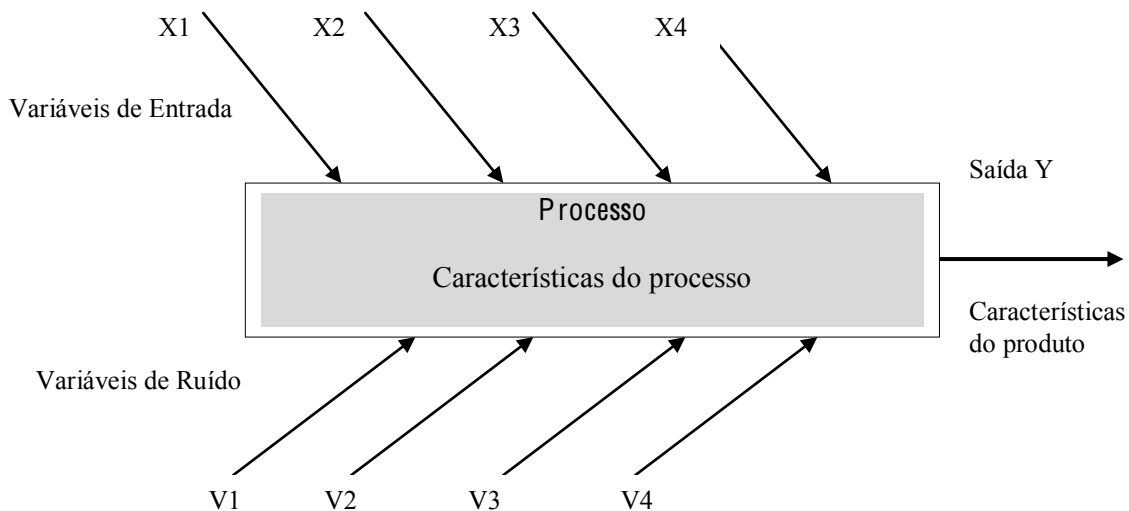 X1 X2 X3 X4
Variáveis de Entrada
Saída Y
Processo
Características do processo
Características
do produto
Variáveis de Ruído
V1 V2 V3 V4